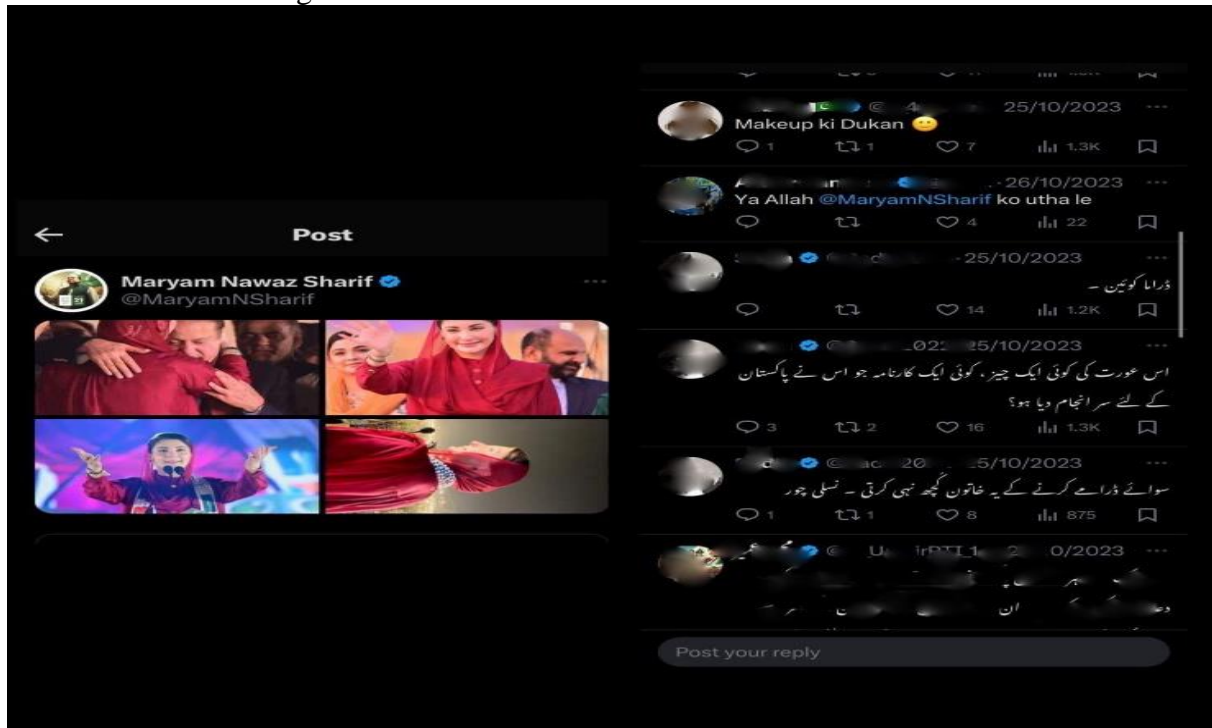 Post
Maryam Nawaz Sharif
@MaryamNSharif
25/10/2023
Makeup ki Dukan 🙂
1 1 7 1.3K
26/10/2023
Ya Allah @MaryamNSharif ko utha le
4 22
25/10/2023
ڈراما کوئین ۔
14 1.2K
25/10/2023
اس عورت کی کوئی ایک چیز ، کوئی ایک کارنامہ جو اس نے پاکستان
کے لئے سر انجام دیا ہو؟
3 2 16 1.3K
5/10/2023
سوائے ڈرامے کرنے کے یہ خاتون کچھ نہی کرتی ۔ نسلی چور
1 1 8 875
0/2023
ان
Post your reply